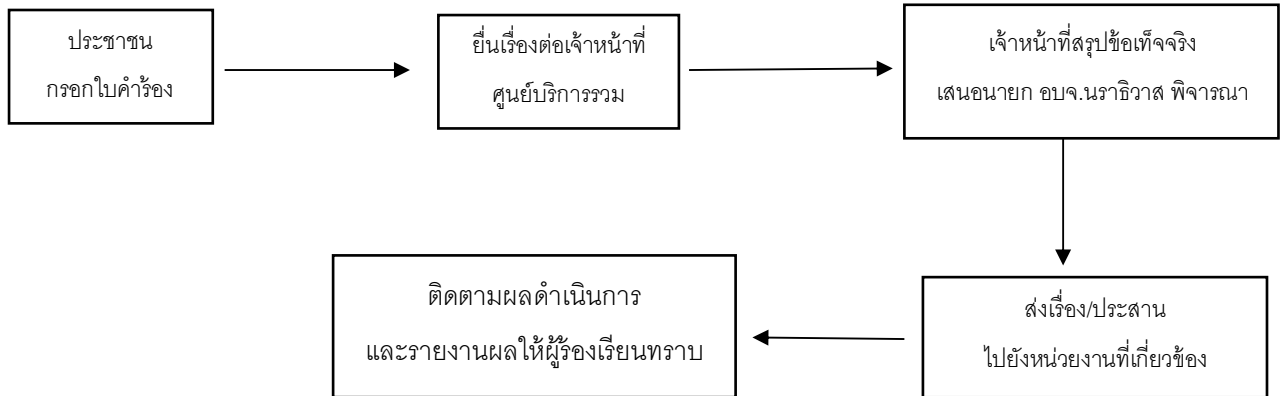 ประชาชน
กรอกใบคำร้อง
ยื่นเรื่องต่อเจ้าหน้าที่
ศูนย์บริการรวม
เจ้าหน้าที่สรุปข้อเท็จจริง
เสนอนายก อบจ.นราธิวาส พิจารณา
ส่งเรื่อง/ประสาน
ไปยังหน่วยงานที่เกี่ยวข้อง
ติดตามผลดำเนินการ
และรายงานผลให้ผู้ร้องเรียนทราบ